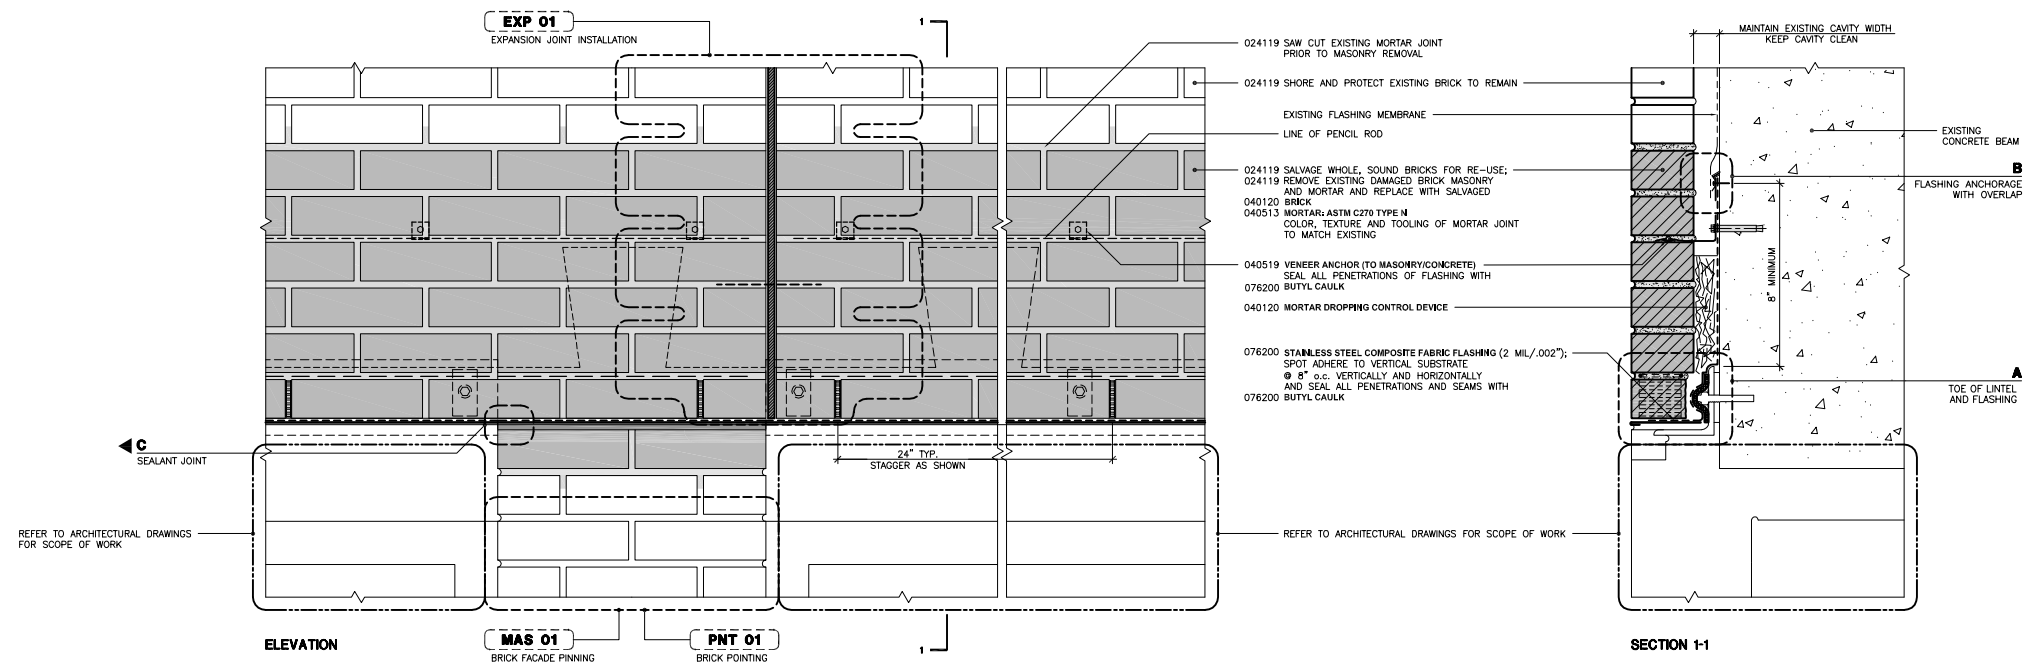 EXP 01
EXPANSION JOINT INSTALLATION
1
024119 SAW CUT EXISTING MORTAR JOINT
PRIOR TO MASONRY REMOVAL
024119 SHORE AND PROTECT EXISTING BRICK TO REMAIN
EXISTING FLASHING MEMBRANE
LINE OF PENCIL ROD
024119 SALVAGE WHOLE, SOUND BRICKS FOR RE-USE;
024119 REMOVE EXISTING DAMAGED BRICK MASONRY
AND MORTAR AND REPLACE WITH SALVAGED
040120 BRICK
040513 MORTAR: ASTM C270 TYPE N
COLOR, TEXTURE AND TOOLING OF MORTAR JOINT
TO MATCH EXISTING
040519 VENEER ANCHOR (TO MASONRY/CONCRETE)
SEAL ALL PENETRATIONS OF FLASHING WITH
076200 BUTYL CAULK
040120 MORTAR DROPPING CONTROL DEVICE
076200 STAINLESS STEEL COMPOSITE FABRIC FLASHING (2 MIL/.002");
SPOT ADHERE TO VERTICAL SUBSTRATE
@ 8" o.c. VERTICALLY AND HORIZONTALLY
AND SEAL ALL PENETRATIONS AND SEAMS WITH
076200 BUTYL CAULK
MAINTAIN EXISTING CAVITY WIDTH
KEEP CAVITY CLEAN
EXISTING
CONCRETE BEAM
B
FLASHING ANCHORAGE
WITH OVERLAP
8" MINIMUM
A
TOE OF LINTEL
AND FLASHING
C
SEALANT JOINT
24" TYP.
STAGGER AS SHOWN
REFER TO ARCHITECTURAL DRAWINGS
FOR SCOPE OF WORK
REFER TO ARCHITECTURAL DRAWINGS FOR SCOPE OF WORK
ELEVATION
MAS 01
BRICK FACADE PINNING
PNT 01
BRICK POINTING
1
SECTION 1-1